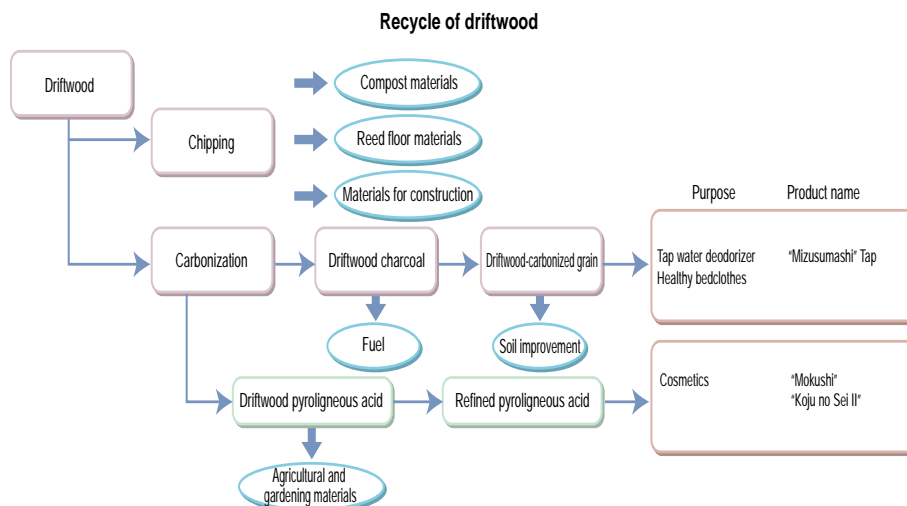 Recycle of driftwood
Driftwood
Compost materials
Chipping
Reed floor materials
Materials for construction
Purpose
Product name
Carbonization
Driftwood charcoal
Driftwood-carbonized grain
Tap water deodorizer
"Mizusumashi" Tap
Healthy bedclothes
Fuel
Soil improvement
Driftwood pyroligneous acid
Refined pyroligneous acid
Cosmetics
"Mokushi"
"Koju no Sei II"
Agricultural and
gardening materials